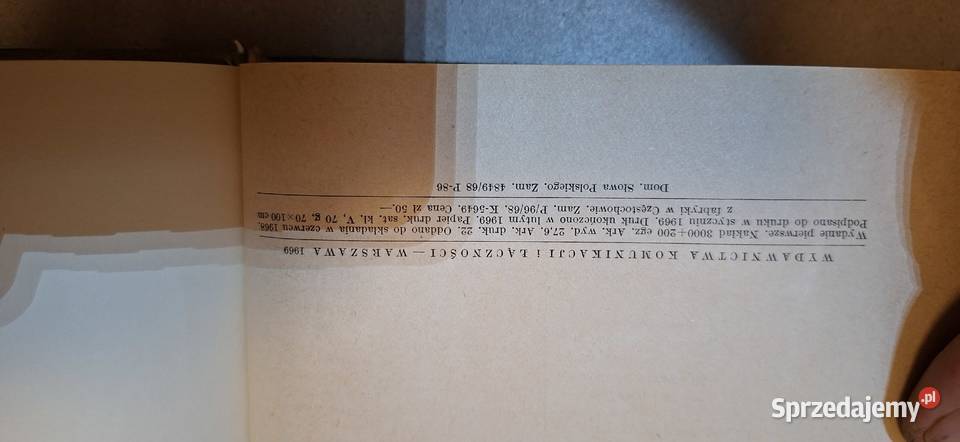 WYDAWNICTWA KOMUNIKACJI i ŁĄCZNOŚCI — WARSZAWA 1969
Wydanie pierwsze. Nakład 3000+200 egz. Ark. wyd. 27,6. Ark. druk. 22. Oddano do składania w czerwcu 1968.
Podpisano do druku w styczniu 1969. Druk ukończono w lutym 1969. Papier druk. sat. kl. V, 70 g, 70×100 cm
z fabryki w Częstochowie. Zam. P/96/68. K-5649. Cena zł 50.—
Dom. Słowa Polskiego. Zam. 4849/68 P-86
Sprzedajemy.pl